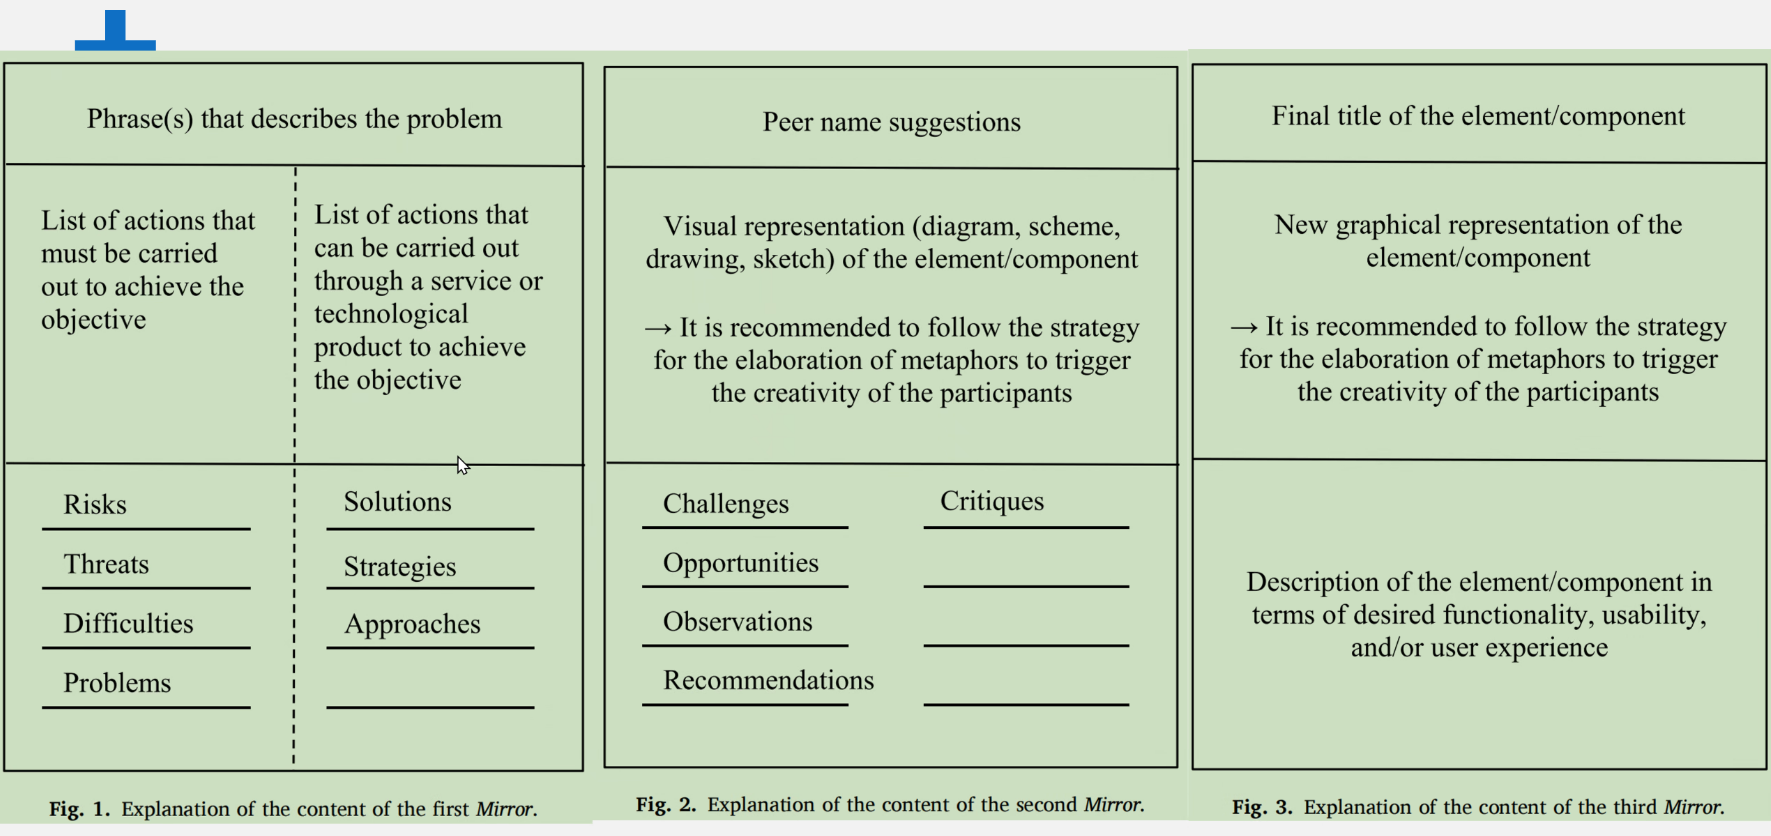 Phrase(s) that describes the problem
List of actions that
must be carried
out to achieve the
objective
List of actions that
can be carried out
through a service or
technological
product to achieve
the objective
Risks
Threats
Difficulties
Problems
Solutions
Strategies
Approaches
Fig. 1. Explanation of the content of the first Mirror.
Peer name suggestions
Visual representation (diagram, scheme,
drawing, sketch) of the element/component
→ It is recommended to follow the strategy
for the elaboration of metaphors to trigger
the creativity of the participants
Challenges
Opportunities
Observations
Recommendations
Critiques
Fig. 2. Explanation of the content of the second Mirror.
Final title of the element/component
New graphical representation of the
element/component
→ It is recommended to follow the strategy
for the elaboration of metaphors to trigger
the creativity of the participants
Description of the element/component in
terms of desired functionality, usability,
and/or user experience
Fig. 3. Explanation of the content of the third Mirror.